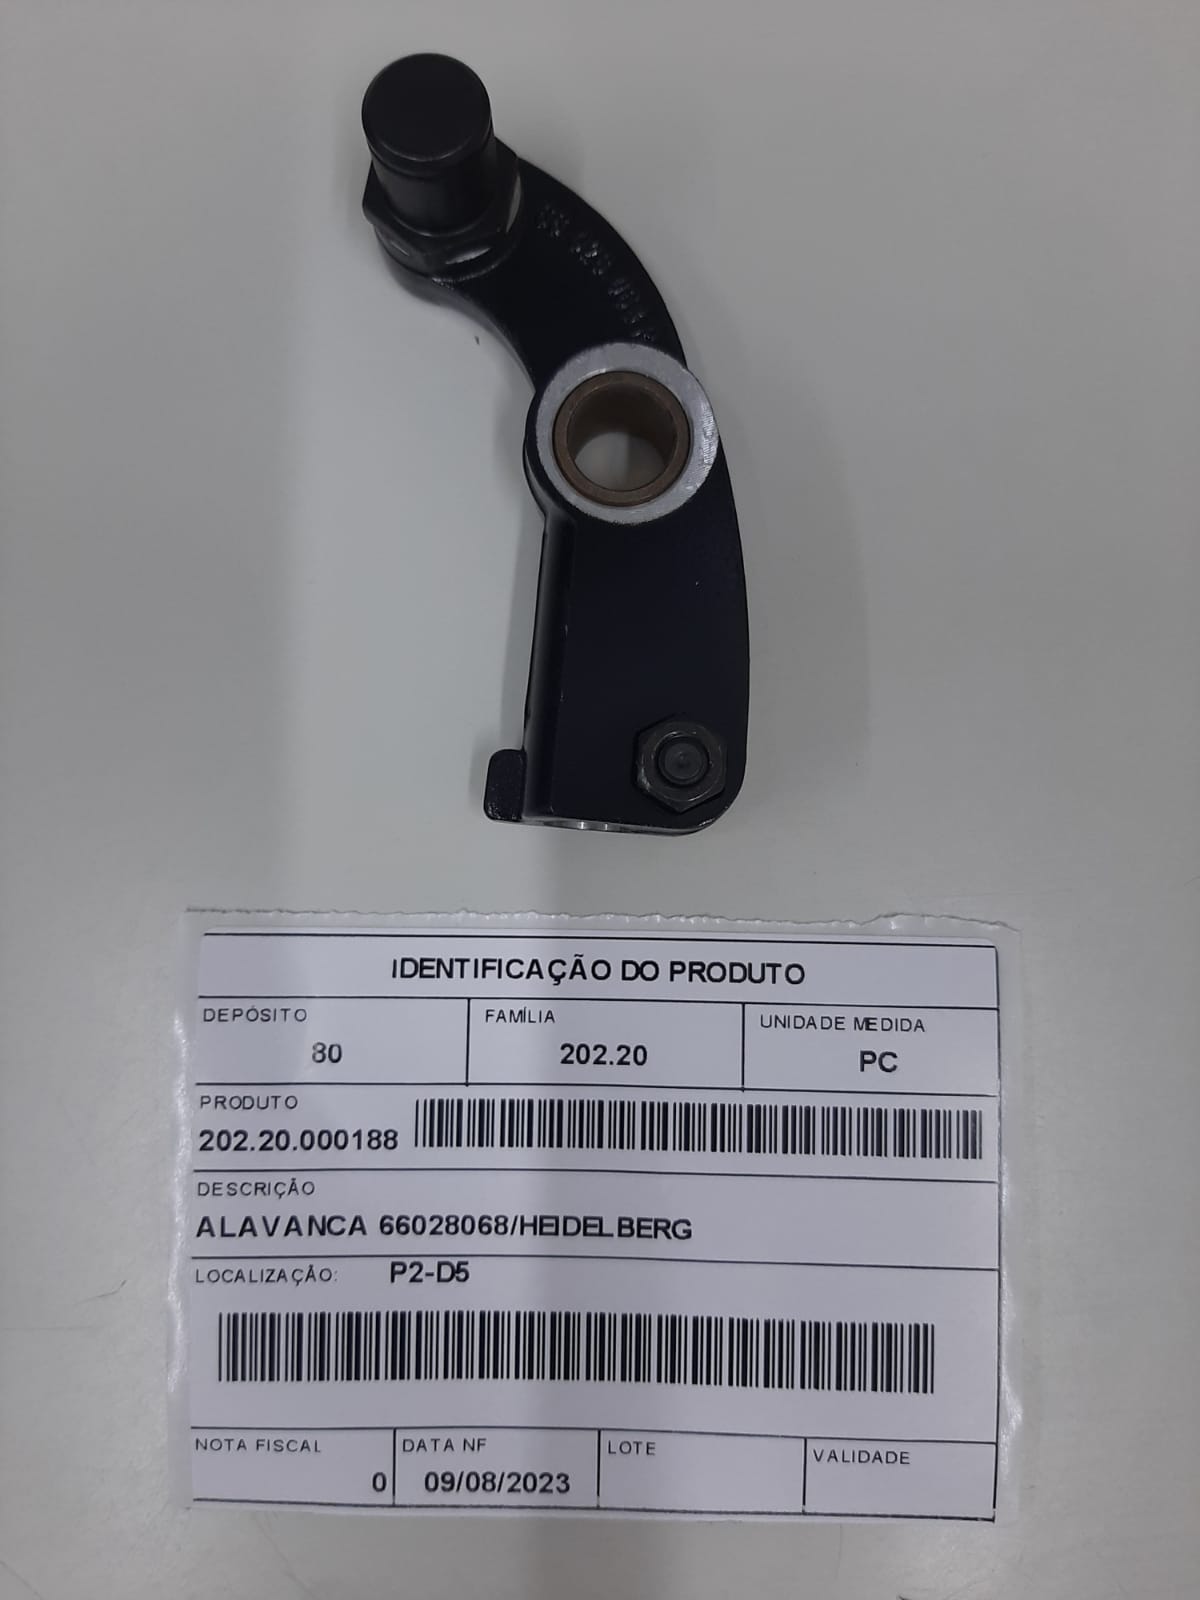 IDENTIFICAÇÃO DO PRODUTO
DEPÓSITO FAMÍLIA UNIDADE MEDIDA
80 202.20 PC
PRODUTO
202.20.000188
DESCRIÇÃO
ALAVANCA 66028068/HEIDELBERG
LOCALIZAÇÃO: P2-D5
NOTA FISCAL DATA NF LOTE VALIDADE
0 09/08/2023